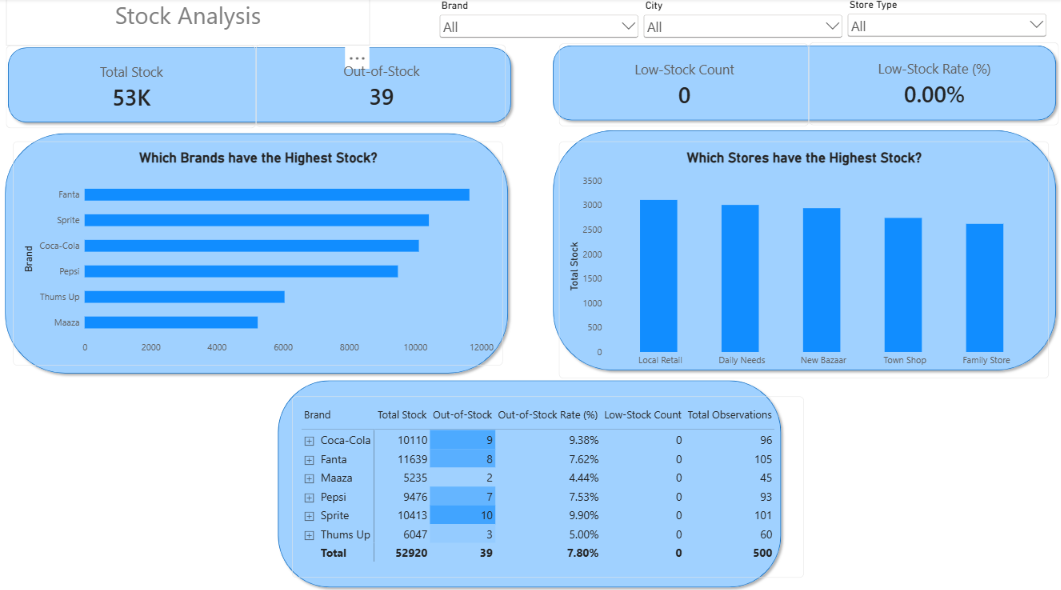 Stock Analysis
Brand
All
City
All
Store Type
All
Total Stock
53K
Out-of-Stock
39
Low-Stock Count
0
Low-Stock Rate (%)
0.00%
Which Brands have the Highest Stock?
Brand
Fanta
Sprite
Coca-Cola
Pepsi
Thums Up
Maaza
0 2000 4000 6000 8000 10000 12000
Which Stores have the Highest Stock?
Total Stock
3500
3000
2500
2000
1500
1000
500
0
Local Retail Daily Needs New Bazaar Town Shop Family Store
Brand Total Stock Out-of-Stock Out-of-Stock Rate (%) Low-Stock Count Total Observations
Coca-Cola 10110 9 9.38% 0 96
Fanta 11639 8 7.62% 0 105
Maaza 5235 2 4.44% 0 45
Pepsi 9476 7 7.53% 0 93
Sprite 10413 10 9.90% 0 101
Thums Up 6047 3 5.00% 0 60
Total 52920 39 7.80% 0 500